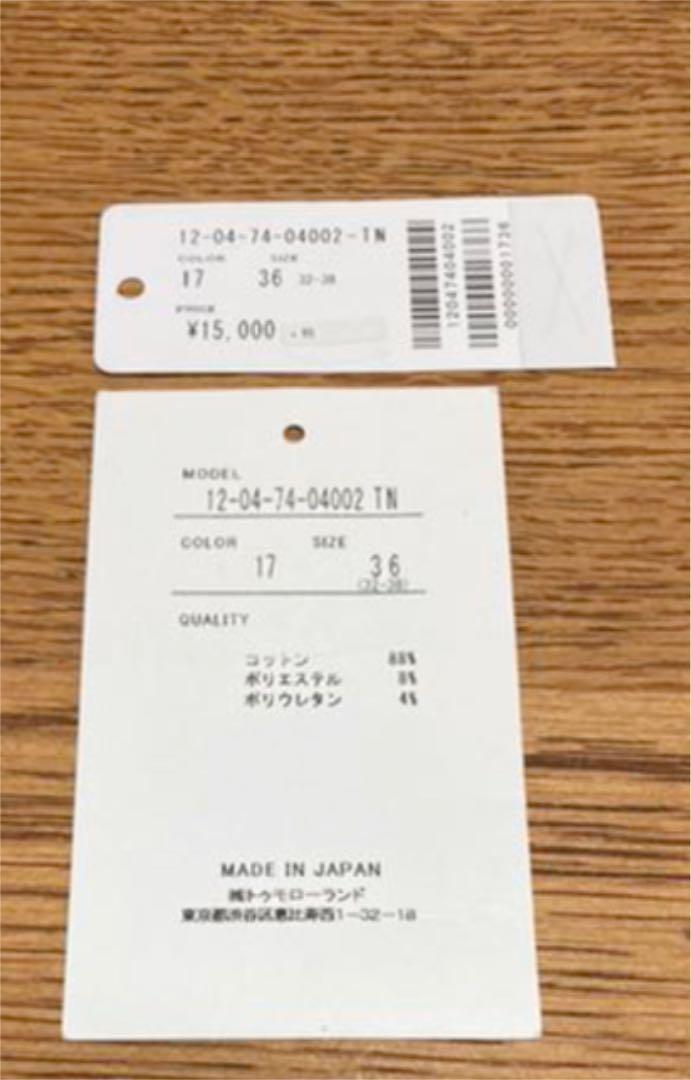 12-04-74-04002-TN
COLOR SIZE
17 36 32-38
PRICE
¥15,000 +税
12047404002
0000000001736
MODEL
12-04-74-04002 TN
COLOR SIZE
17 36
(32-38)
QUALITY
コットン 88%
ポリエステル 8%
ポリウレタン 4%
MADE IN JAPAN
㈱トゥモローランド
東京都渋谷区恵比寿西1-32-18